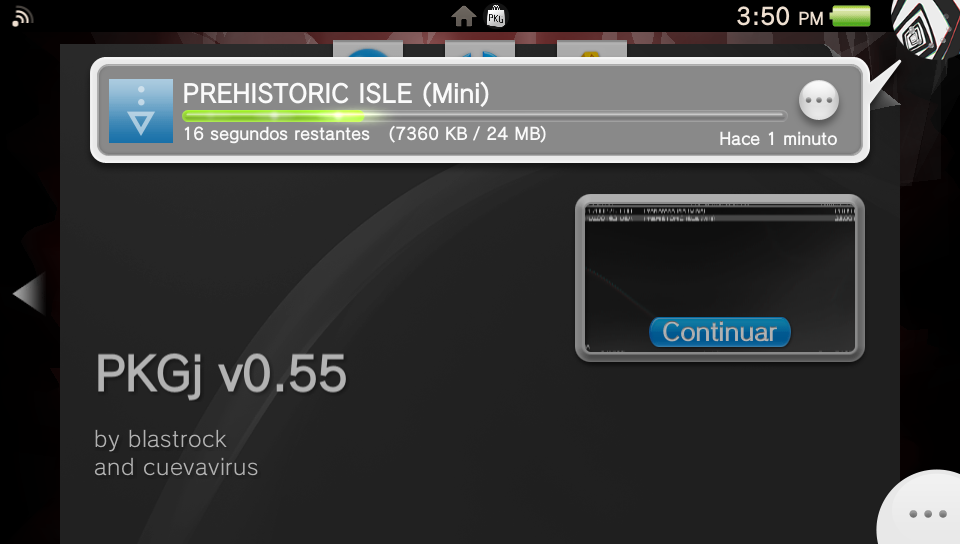 PKG
3:50 PM
PREHISTORIC ISLE (Mini)
16 segundos restantes (7360 KB / 24 MB)
Hace 1 minuto
Continuar
PKGj v0.55
by blastrock
and cuevavirus